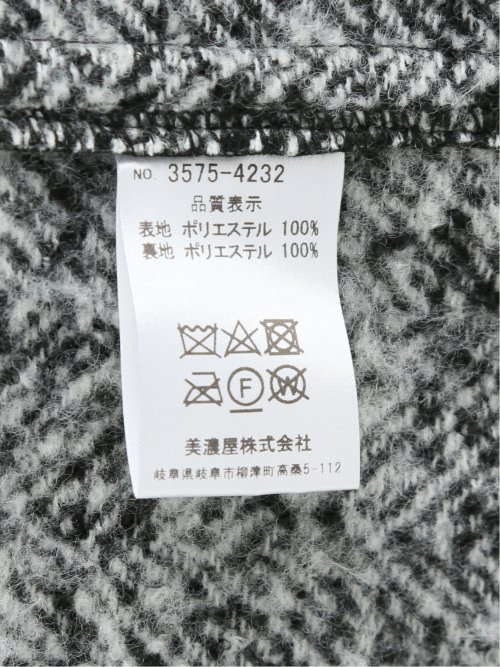 NO. 3575-4232
品質表示
表地 ポリエステル 100%
裏地 ポリエステル 100%
F
W
美濃屋株式会社
岐阜県岐阜市柳津町高桑5-112